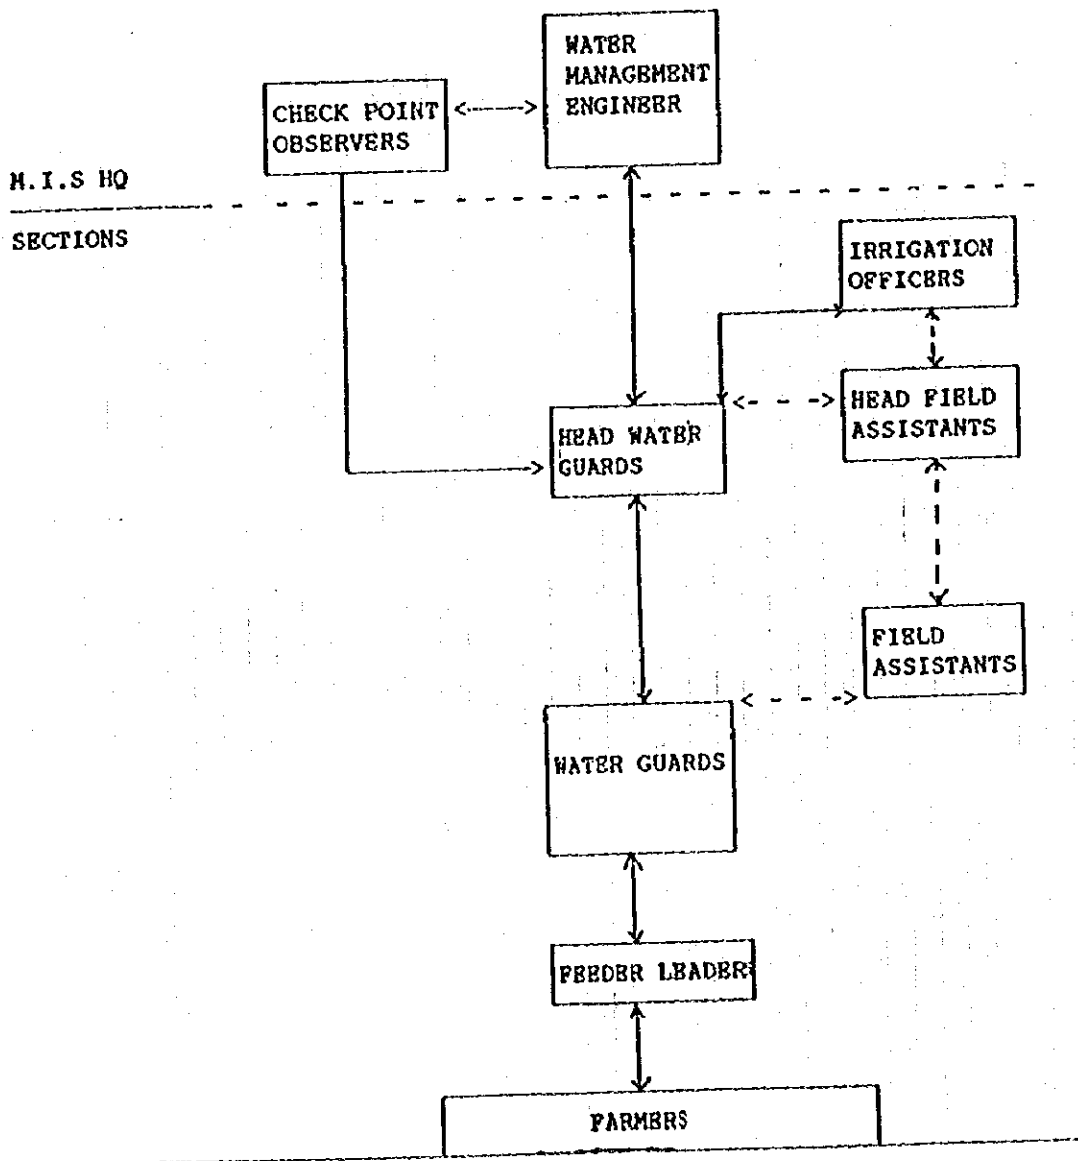 WATER
MANAGEMENT
ENGINEER
CHECK POINT
OBSERVERS
M.I.S HQ
SECTIONS
IRRIGATION
OFFICERS
HEAD FIELD
ASSISTANTS
HEAD WATER
GUARDS
FIELD
ASSISTANTS
WATER GUARDS
FEEDER LEADER
FARMERS